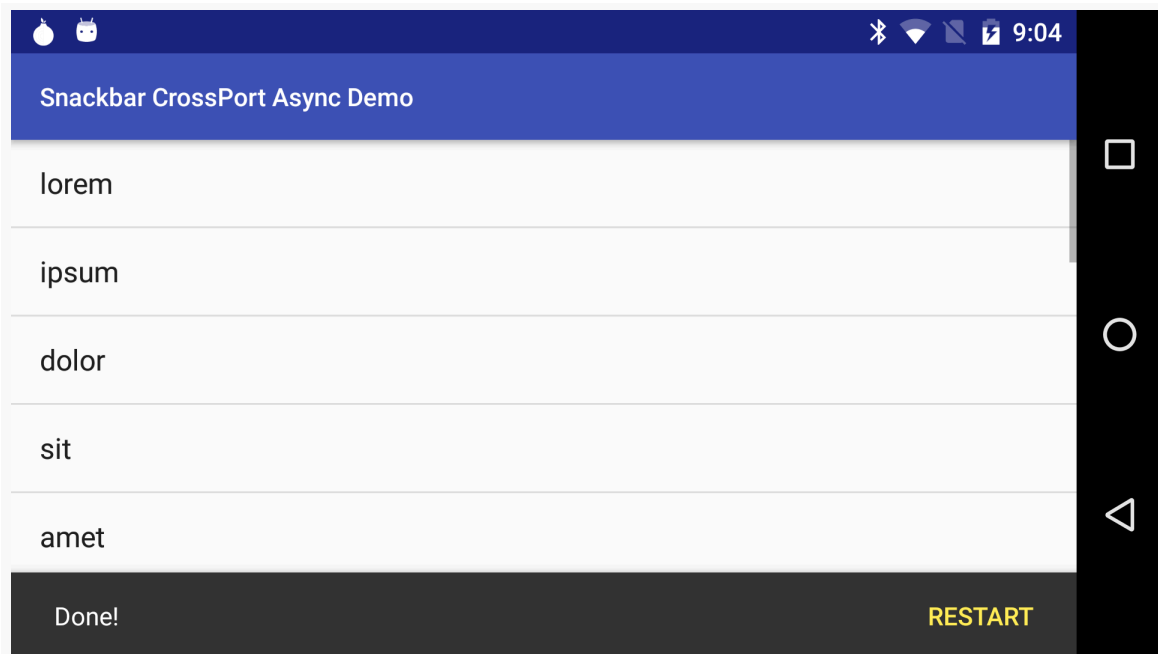 9:04
Snackbar CrossPort Async Demo
lorem
ipsum
dolor
sit
amet
Done! RESTART